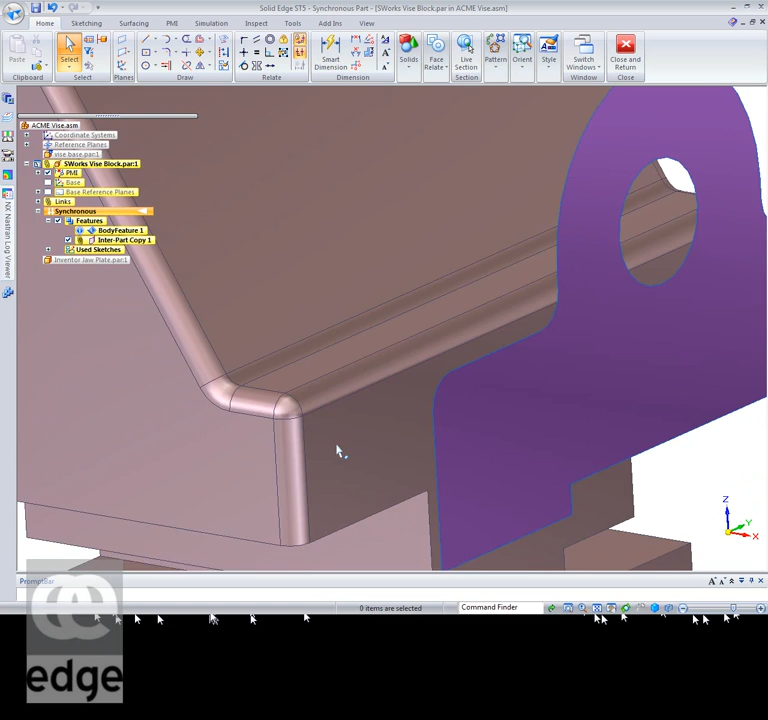 Solid Edge ST5 - Synchronous Part - [SWorks Vise Block.par in ACME Vise.asm]
Home Sketching Surfacing PMI Simulation Inspect Tools Add Ins View
Paste
Select
Smart Dimension
Solids
Face Relate
Live Section
Pattern
Orient
Style
Switch Windows
Close and Return
Clipboard Select Planes Draw Relate Dimension Section Window Close
ACME Vise.asm
Coordinate Systems
Reference Planes
vise base.par:1
SWorks Vise Block.par:1
PMI
Base
Base Reference Planes
Links
Synchronous
Features
BodyFeature 1
Inter-Part Copy 1
Used Sketches
Inventor Jaw Plate.par:1
NX Nastran Log Viewer
Z
Y
X
PromptBar
0 items are selected
Command Finder
edge